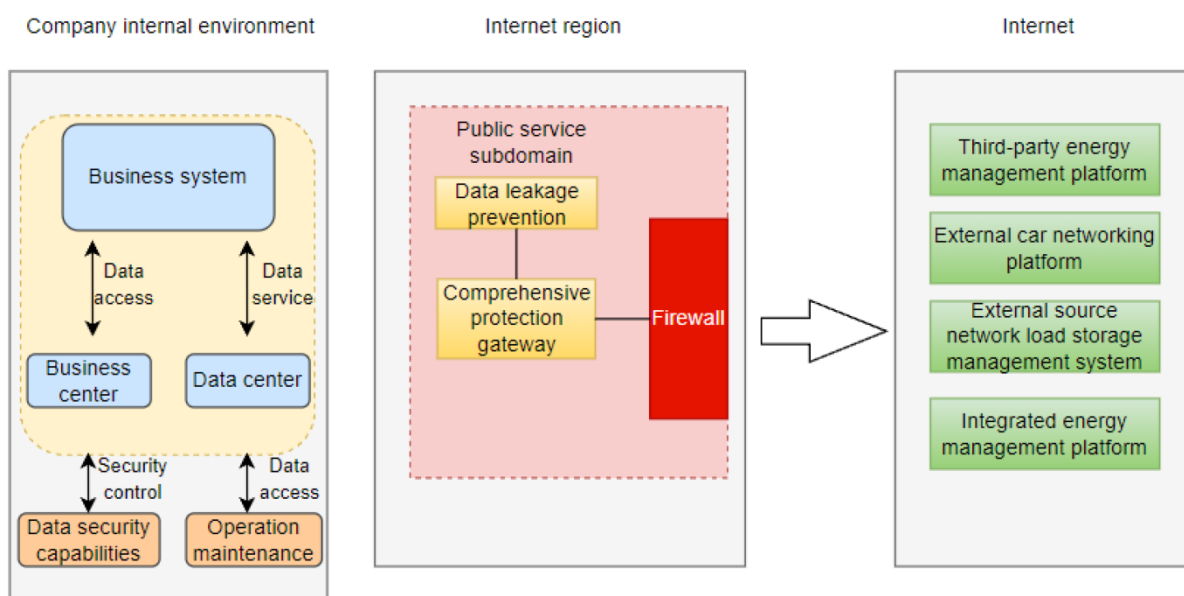 Company internal environment
Internet region
Internet
Business system
Data
access
Data
service
Business
center
Data center
Security
control
Data
access
Data security
capabilities
Operation
maintenance
Public service
subdomain
Data leakage
prevention
Comprehensive
protection
gateway
Firewall
Third-party energy
management platform
External car networking
platform
External source
network load storage
management system
Integrated energy
management platform